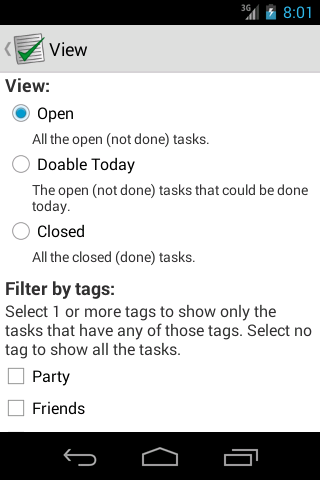 3G
8:01
View
View:
Open
All the open (not done) tasks.
Doable Today
The open (not done) tasks that could be done
today.
Closed
All the closed (done) tasks.
Filter by tags:
Select 1 or more tags to show only the
tasks that have any of those tags. Select no
tag to show all the tasks.
Party
Friends